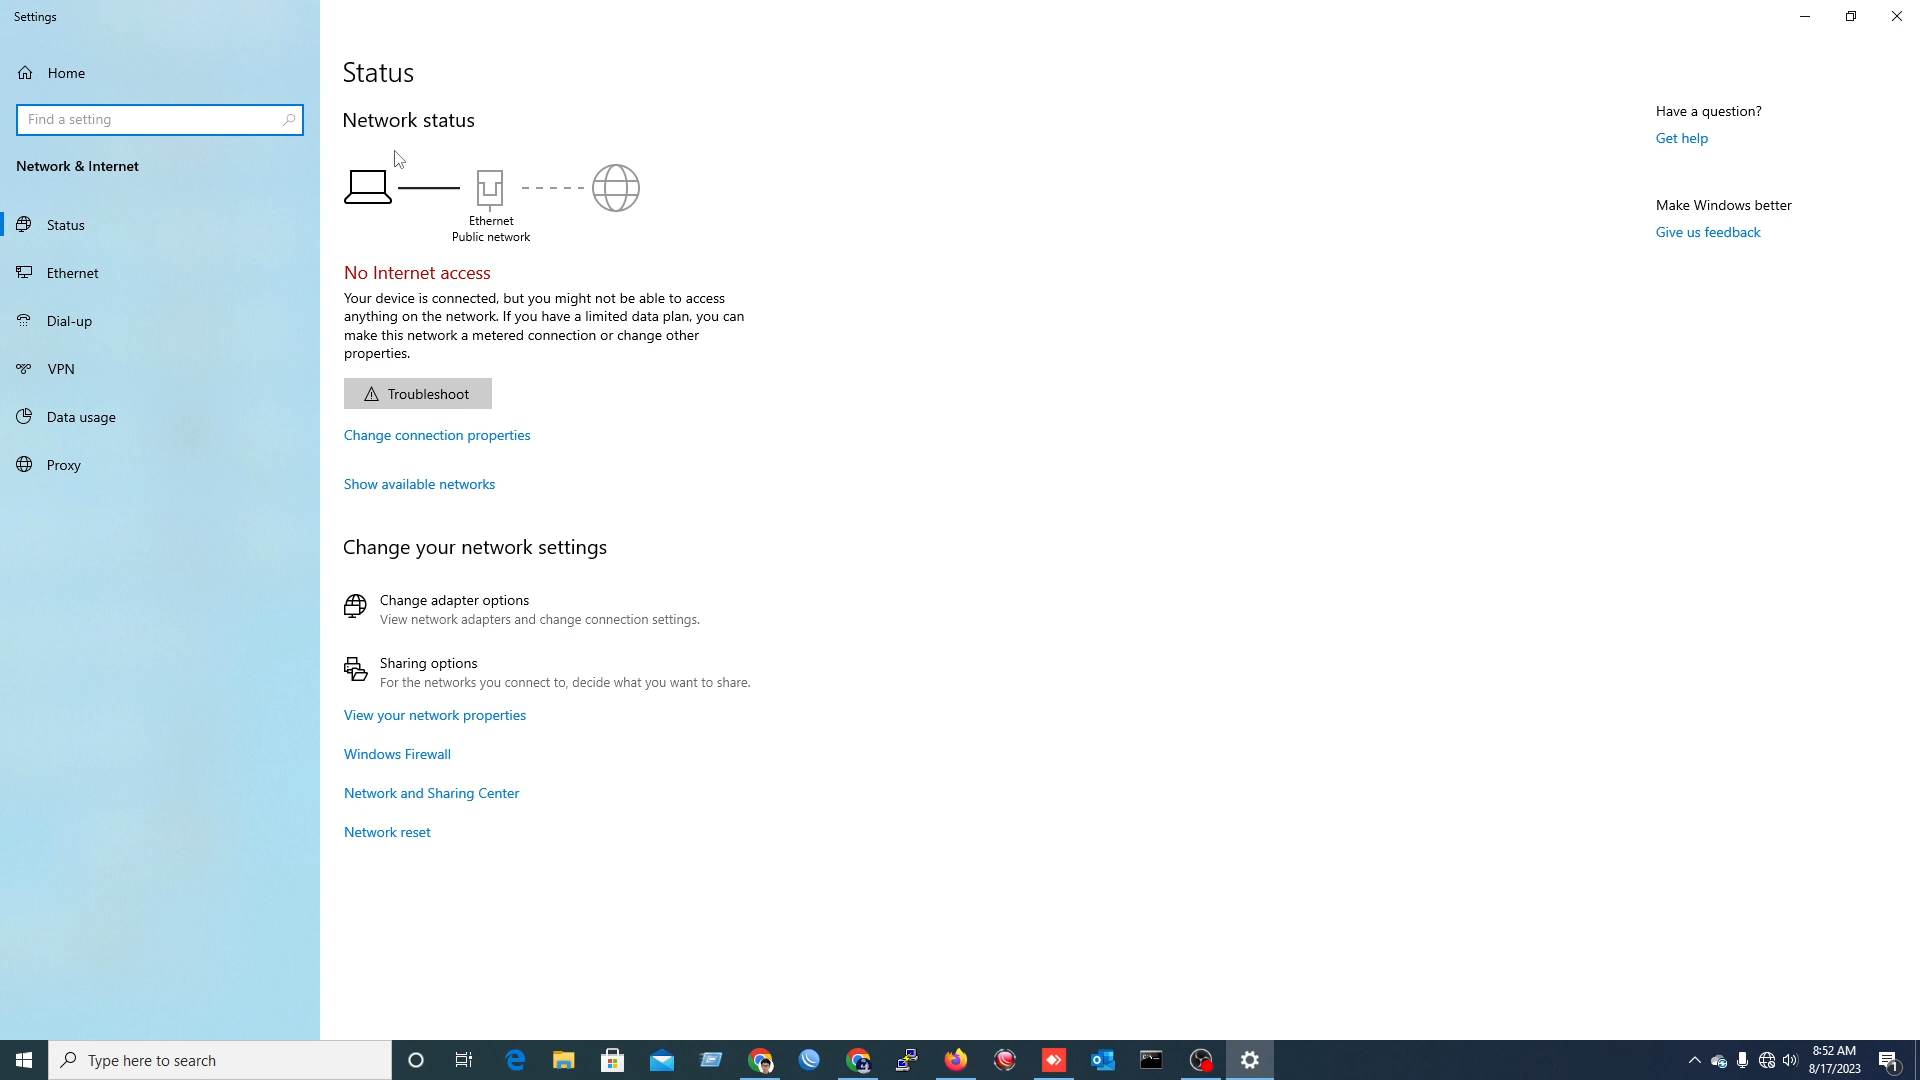 Settings
Home
Find a setting
Network & Internet
Status
Ethernet
Dial-up
VPN
Data usage
Proxy
Status
Network status
Ethernet
Public network
No Internet access
Your device is connected, but you might not be able to access
anything on the network. If you have a limited data plan, you can
make this network a metered connection or change other
properties.
Troubleshoot
Change connection properties
Show available networks
Change your network settings
Change adapter options
View network adapters and change connection settings.
Sharing options
For the networks you connect to, decide what you want to share.
View your network properties
Windows Firewall
Network and Sharing Center
Network reset
Have a question?
Get help
Make Windows better
Give us feedback
Type here to search
8:52 AM
8/17/2023
1